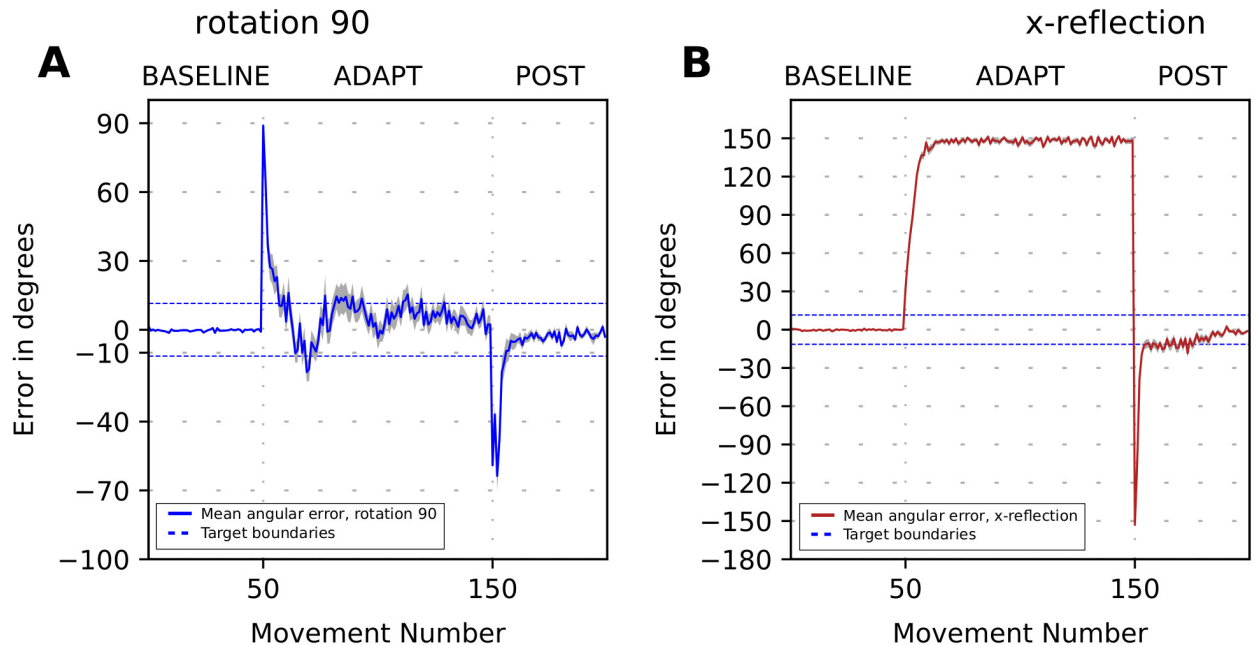 rotation 90
A
BASELINE ADAPT POST
90
60
30
0
−10
−40
−70
−100
Error in degrees
Mean angular error, rotation 90
Target boundaries
50 150
Movement Number
x-reflection
B
BASELINE ADAPT POST
150
120
90
60
30
0
−30
−60
−90
−120
−150
−180
Error in degrees
Mean angular error, x-reflection
Target boundaries
50 150
Movement Number